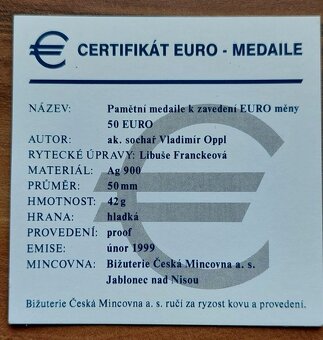 € CERTIFIKÁT EURO - MEDAILE
NÁZEV: Pamětní medaile k zavedení EURO měny
50 EURO
AUTOR: ak. sochař Vladimír Oppl
RYTECKÉ ÚPRAVY: Libuše Franckeová
MATERIÁL: Ag 900
PRŮMĚR: 50 mm
HMOTNOST: 42 g
HRANA: hladká
PROVEDENÍ: proof
EMISE: únor 1999
MINCOVNA: Bižuterie Česká Mincovna a. s.
Jablonec nad Nisou
Bižuterie Česká Mincovna a. s. ručí za ryzost kovu a provedení.